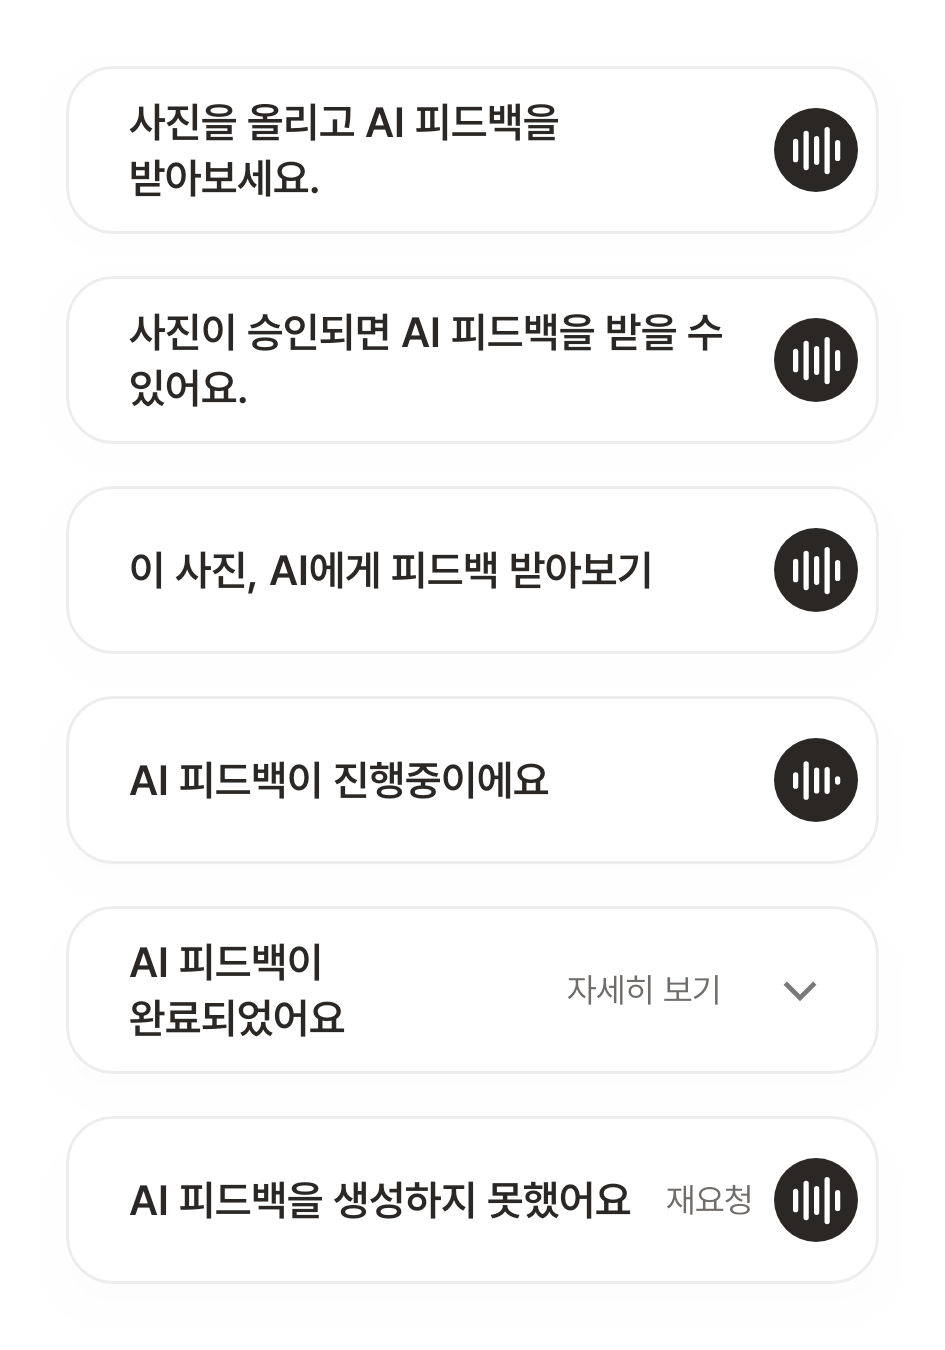 사진을 올리고 AI 피드백을
받아보세요.
사진이 승인되면 AI 피드백을 받을 수
있어요.
이 사진, AI에게 피드백 받아보기
AI 피드백이 진행중이에요
AI 피드백이
완료되었어요
자세히 보기
AI 피드백을 생성하지 못했어요 재요청